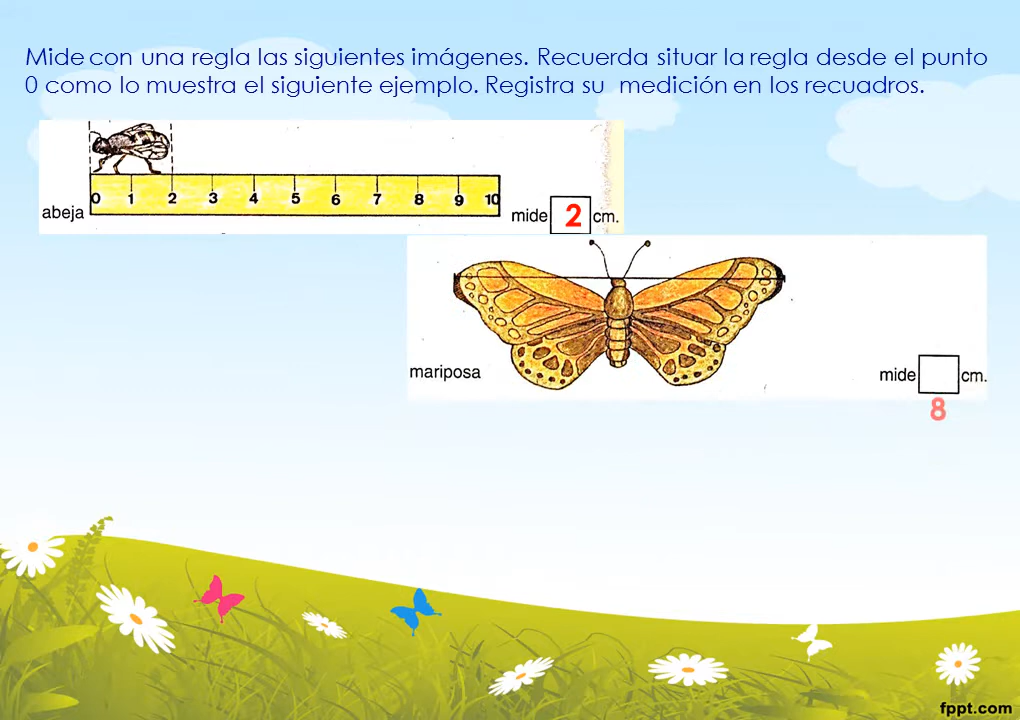 Mide con una regla las siguientes imágenes. Recuerda situar la regla desde el punto
0 como lo muestra el siguiente ejemplo. Registra su medición en los recuadros.
0 1 2 3 4 5 6 7 8 9 10
abeja
mide 2 cm.
mariposa
mide cm.
8
fppt.com